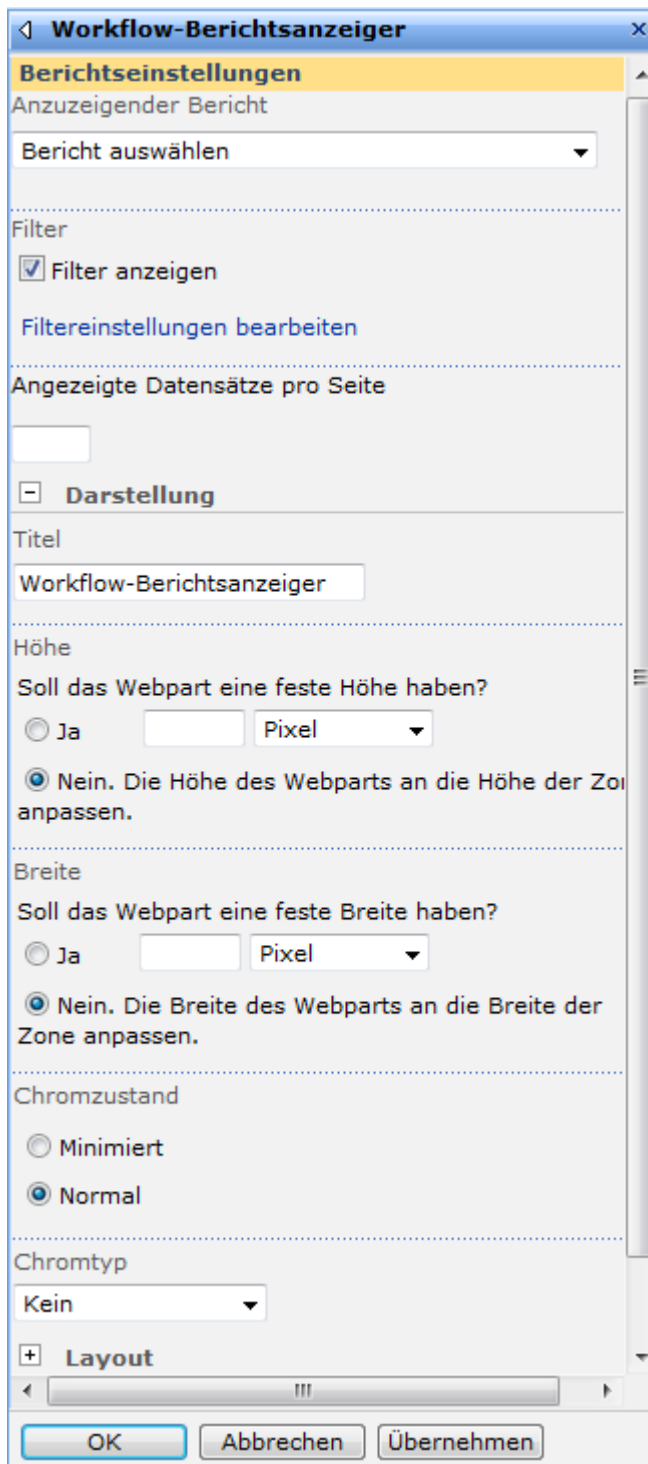 Workflow-Berichtsanzeiger
Berichtseinstellungen
Anzuzeigender Bericht
Bericht auswählen
Filter
Filter anzeigen
Filtereinstellungen bearbeiten
Angezeigte Datensätze pro Seite
Darstellung
Titel
Workflow-Berichtsanzeiger
Höhe
Soll das Webpart eine feste Höhe haben?
Ja Pixel
Nein. Die Höhe des Webparts an die Höhe der Zon
anpassen.
Breite
Soll das Webpart eine feste Breite haben?
Ja Pixel
Nein. Die Breite des Webparts an die Breite der
Zone anpassen.
Chromzustand
Minimiert
Normal
Chromtyp
Kein
Layout
OK Abbrechen Übernehmen